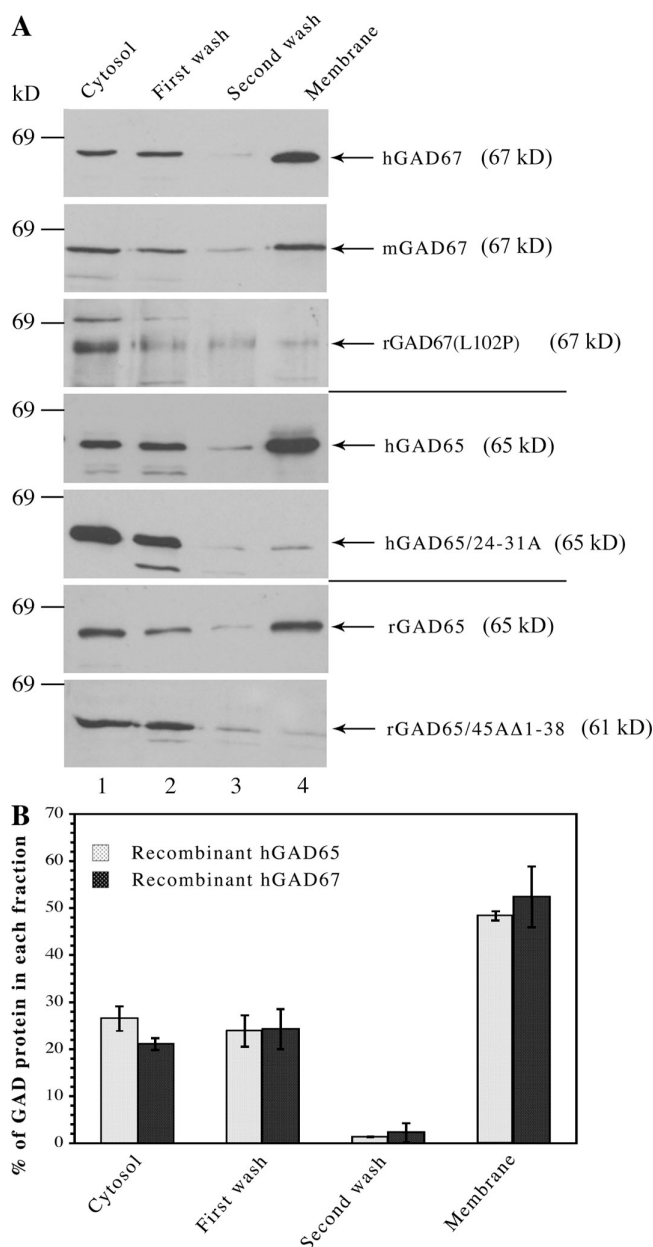 A
Cytosol
First wash
Second wash
Membrane
kD
69
hGAD67 (67 kD)
69
mGAD67 (67 kD)
69
rGAD67(L102P) (67 kD)
69
hGAD65 (65 kD)
69
hGAD65/24-31A (65 kD)
69
rGAD65 (65 kD)
69
rGAD65/45AΔ1-38 (61 kD)
1 2 3 4
B
% of GAD protein in each fraction
70
60
50
40
30
20
10
0
Recombinant hGAD65
Recombinant hGAD67
Cytosol
First wash
Second wash
Membrane